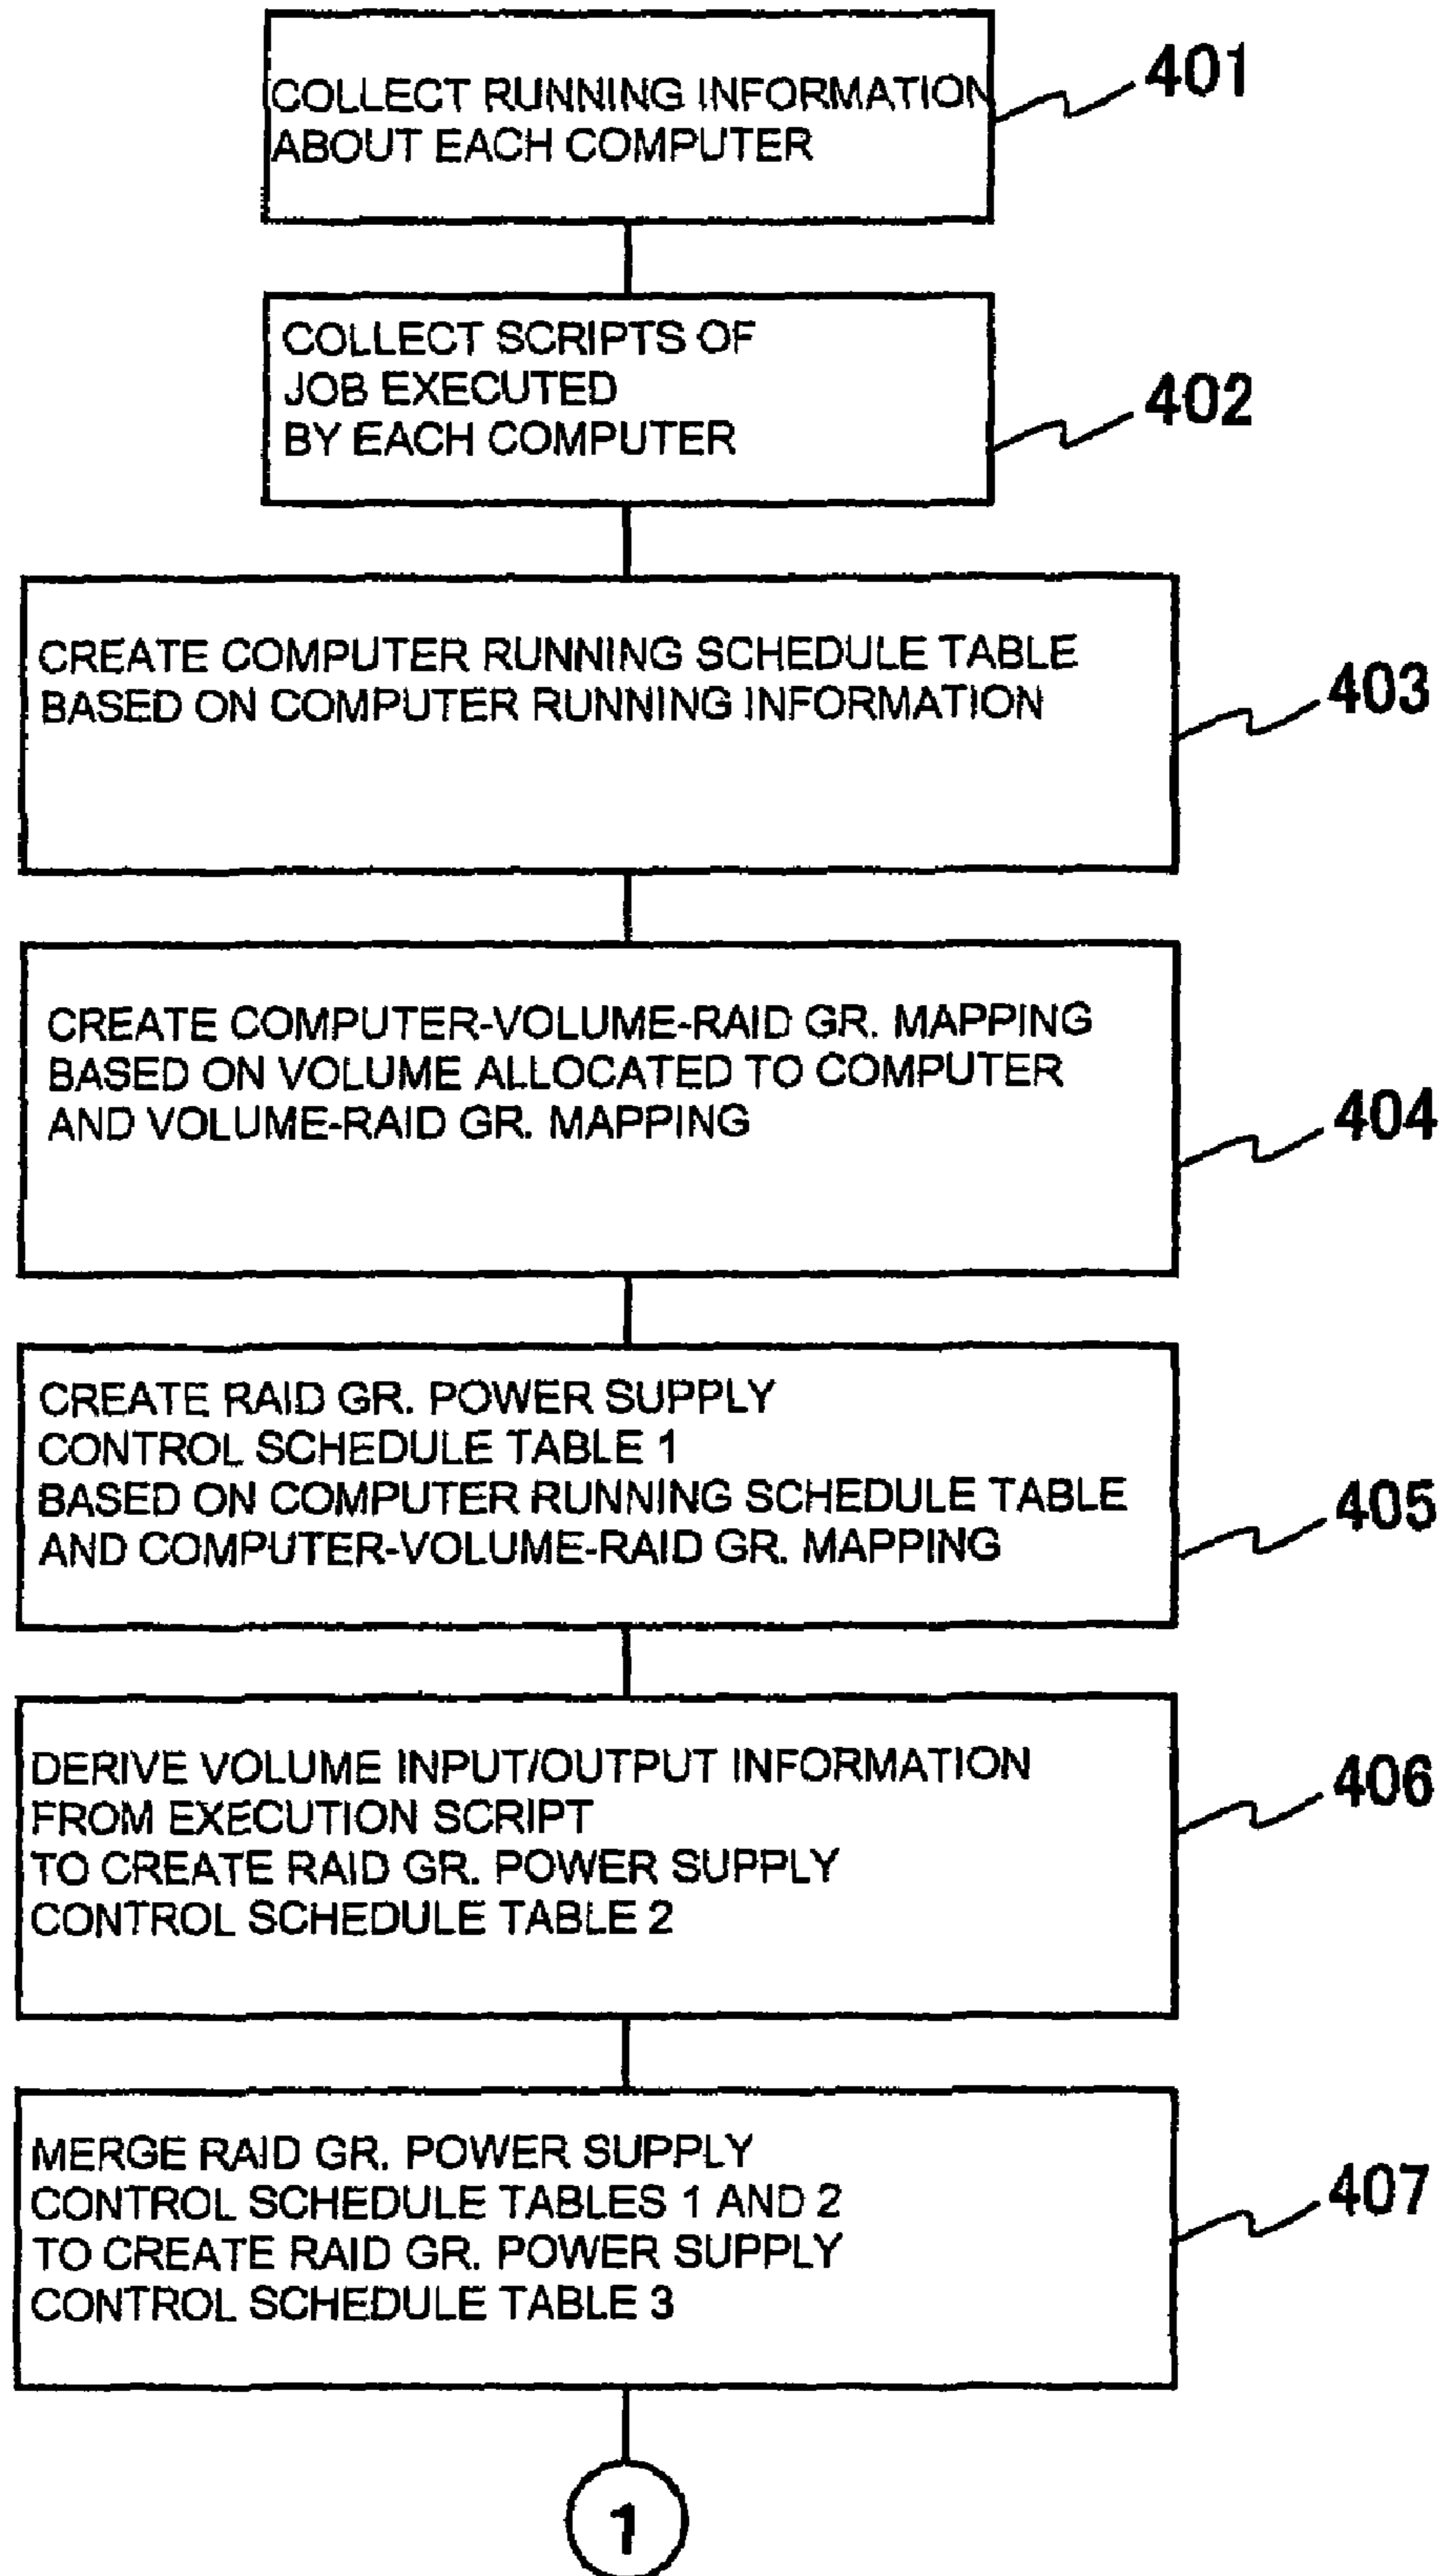 COLLECT RUNNING INFORMATION
ABOUT EACH COMPUTER
401
COLLECT SCRIPTS OF
JOB EXECUTED
BY EACH COMPUTER
402
CREATE COMPUTER RUNNING SCHEDULE TABLE
BASED ON COMPUTER RUNNING INFORMATION
403
CREATE COMPUTER-VOLUME-RAID GR. MAPPING
BASED ON VOLUME ALLOCATED TO COMPUTER
AND VOLUME-RAID GR. MAPPING
404
CREATE RAID GR. POWER SUPPLY
CONTROL SCHEDULE TABLE 1
BASED ON COMPUTER RUNNING SCHEDULE TABLE
AND COMPUTER-VOLUME-RAID GR. MAPPING
405
DERIVE VOLUME INPUT/OUTPUT INFORMATION
FROM EXECUTION SCRIPT
TO CREATE RAID GR. POWER SUPPLY
CONTROL SCHEDULE TABLE 2
406
MERGE RAID GR. POWER SUPPLY
CONTROL SCHEDULE TABLES 1 AND 2
TO CREATE RAID GR. POWER SUPPLY
CONTROL SCHEDULE TABLE 3
407
1